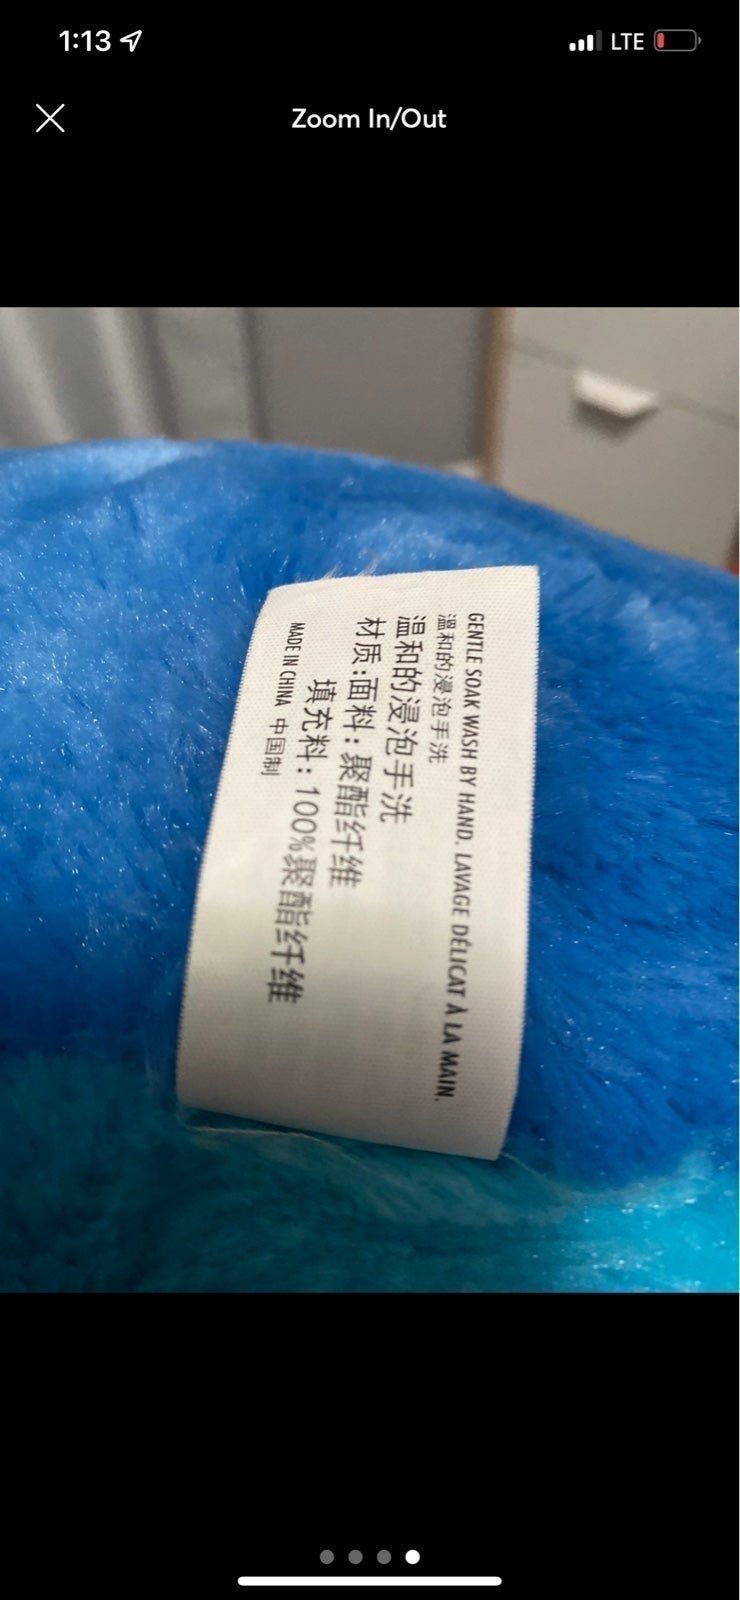 1:13
LTE
Zoom In/Out
GENTLE SOAK WASH BY HAND. LAVAGE DÉLICAT À LA MAIN.
溫和的浸泡手洗
温和的浸泡手洗
材质:面料:聚酯纤维
填充料:100%聚酯纤维
MADE IN CHINA 中国制